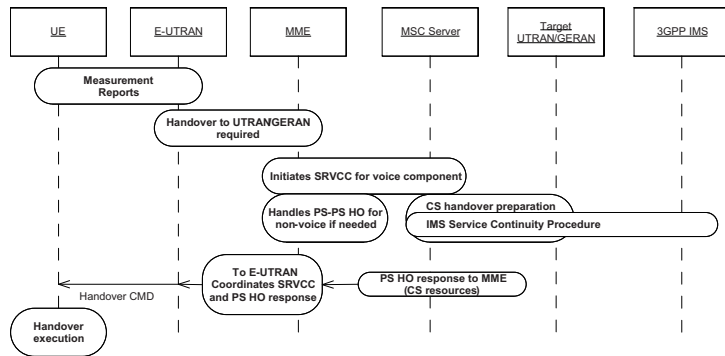 UE
E-UTRAN
MME
MSC Server
Target
UTRAN/GERAN
3GPP IMS
Measurement
Reports
Handover to UTRAN/GERAN
required
Initiates SRVCC for voice component
Handles PS-PS HO for
non-voice if needed
CS handover preparation
IMS Service Continuity Procedure
To E-UTRAN
Coordinates SRVCC
and PS HO response
PS HO response to MME
(CS resources)
Handover CMD
Handover
execution